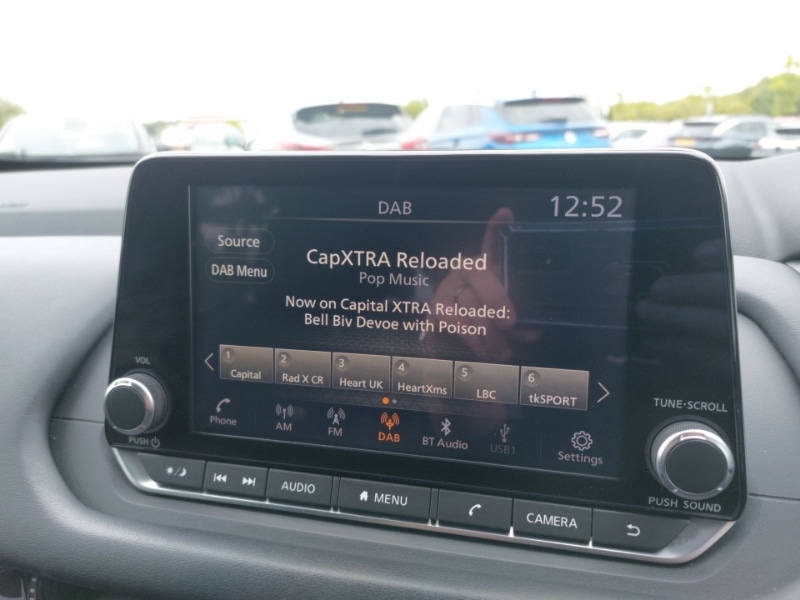 DAB
12:52
Source
DAB Menu
CapXTRA Reloaded
Pop Music
Now on Capital XTRA Reloaded:
Bell Biv Devoe with Poison
1 Capital
2 Rad X CR
3 Heart UK
4 HeartXms
5 LBC
6 tkSPORT
Phone
AM
FM
DAB
BT Audio
USB1
Settings
VOL
PUSH
TUNE·SCROLL
PUSH SOUND
AUDIO
MENU
CAMERA